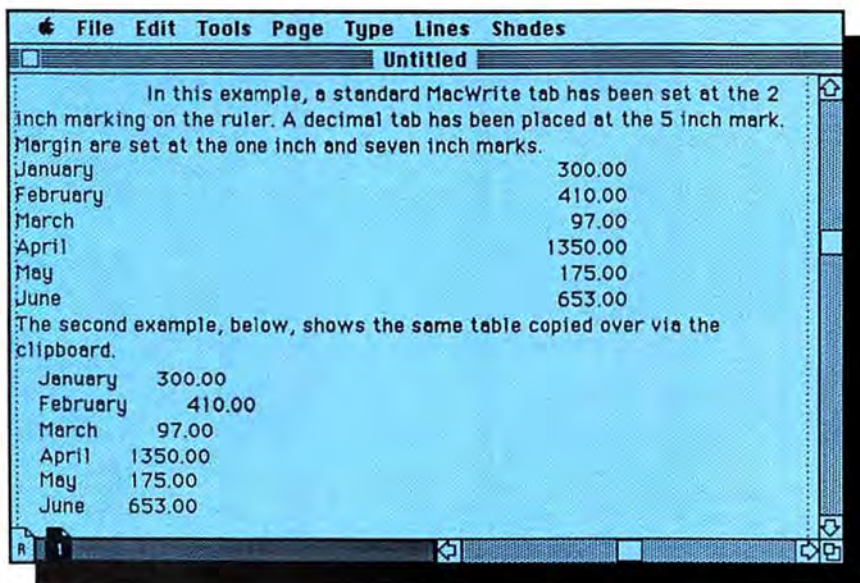 File Edit Tools Page Type Lines Shades
Untitled
In this example, a standard MacWrite tab has been set at the 2
inch marking on the ruler. A decimal tab has been placed at the 5 inch mark.
Margin are set at the one inch and seven inch marks.
January 300.00
February 410.00
March 97.00
April 1350.00
May 175.00
June 653.00
The second example, below, shows the same table copied over via the
clipboard.
January 300.00
February 410.00
March 97.00
April 1350.00
May 175.00
June 653.00
R 1